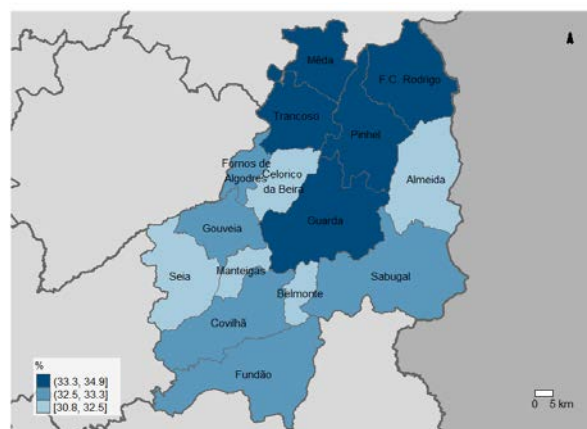 Mêda
F.C. Rodrigo
Trancoso
Pinhel
Fornos de
Algodres
Celorico
da Beira
Almeida
Guarda
Gouveia
Seia
Manteigas
Belmonte
Sabugal
Covilhã
Fundão
%
(33.3, 34.9]
(32.5, 33.3]
[30.8, 32.5]
0 5 km